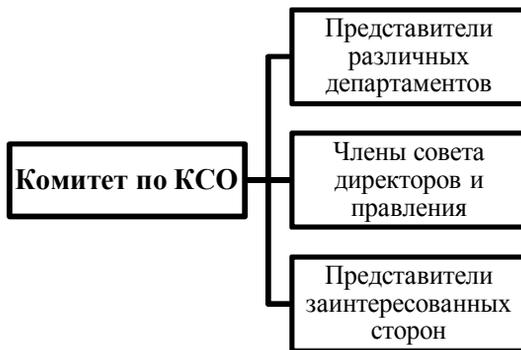 Комитет по КСО
Представители
различных
департаментов
Члены совета
директоров и
правления
Представители
заинтересованных
сторон